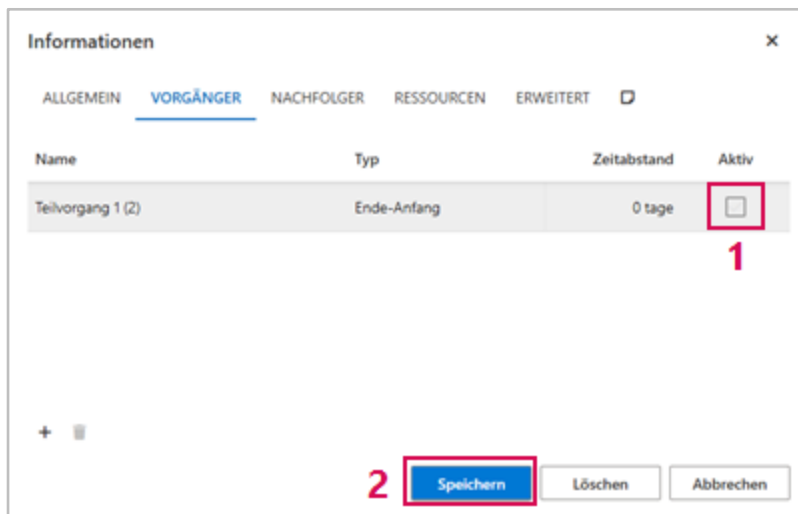 Informationen
ALLGEMEIN VORGÄNGER NACHFOLGER RESSOURCEN ERWEITERT
Name Typ Zeitabstand Aktiv
Teilvorgang 1 (2) Ende-Anfang 0 tage
1
2 Speichern Löschen Abbrechen